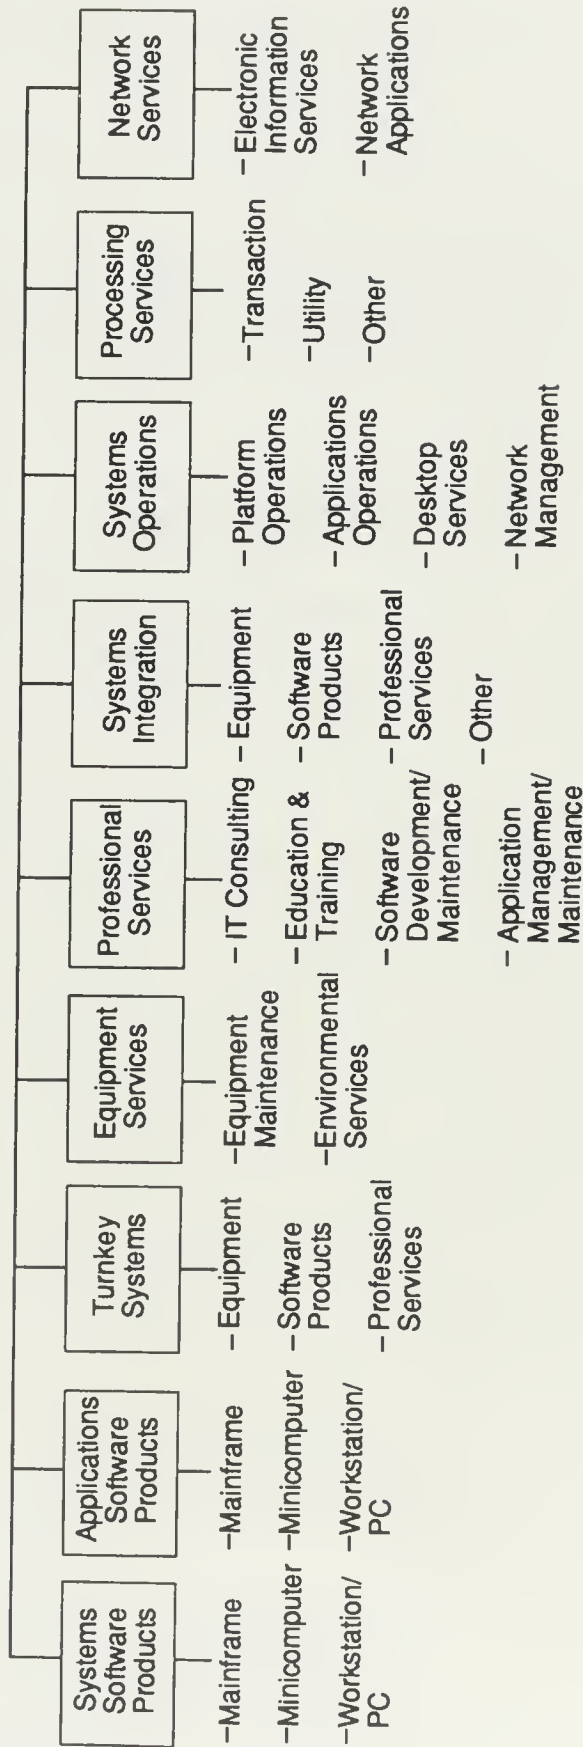 Systems
Software
Products
–Mainframe
–Minicomputer
–Workstation/
PC
Applications
Software
Products
–Mainframe
–Minicomputer
–Workstation/
PC
Turnkey
Systems
– Equipment
– Software
Products
– Professional
Services
Equipment
Services
–Equipment
Maintenance
–Environmental
Services
Professional
Services
– IT Consulting
– Education &
Training
– Software
Development/
Maintenance
– Application
Management/
Maintenance
Systems
Integration
– Equipment
– Software
Products
– Professional
Services
– Other
Systems
Operations
– Platform
Operations
– Applications
Operations
– Desktop
Services
– Network
Management
Processing
Services
–Transaction
–Utility
–Other
Network
Services
– Electronic
Information
Services
– Network
Applications